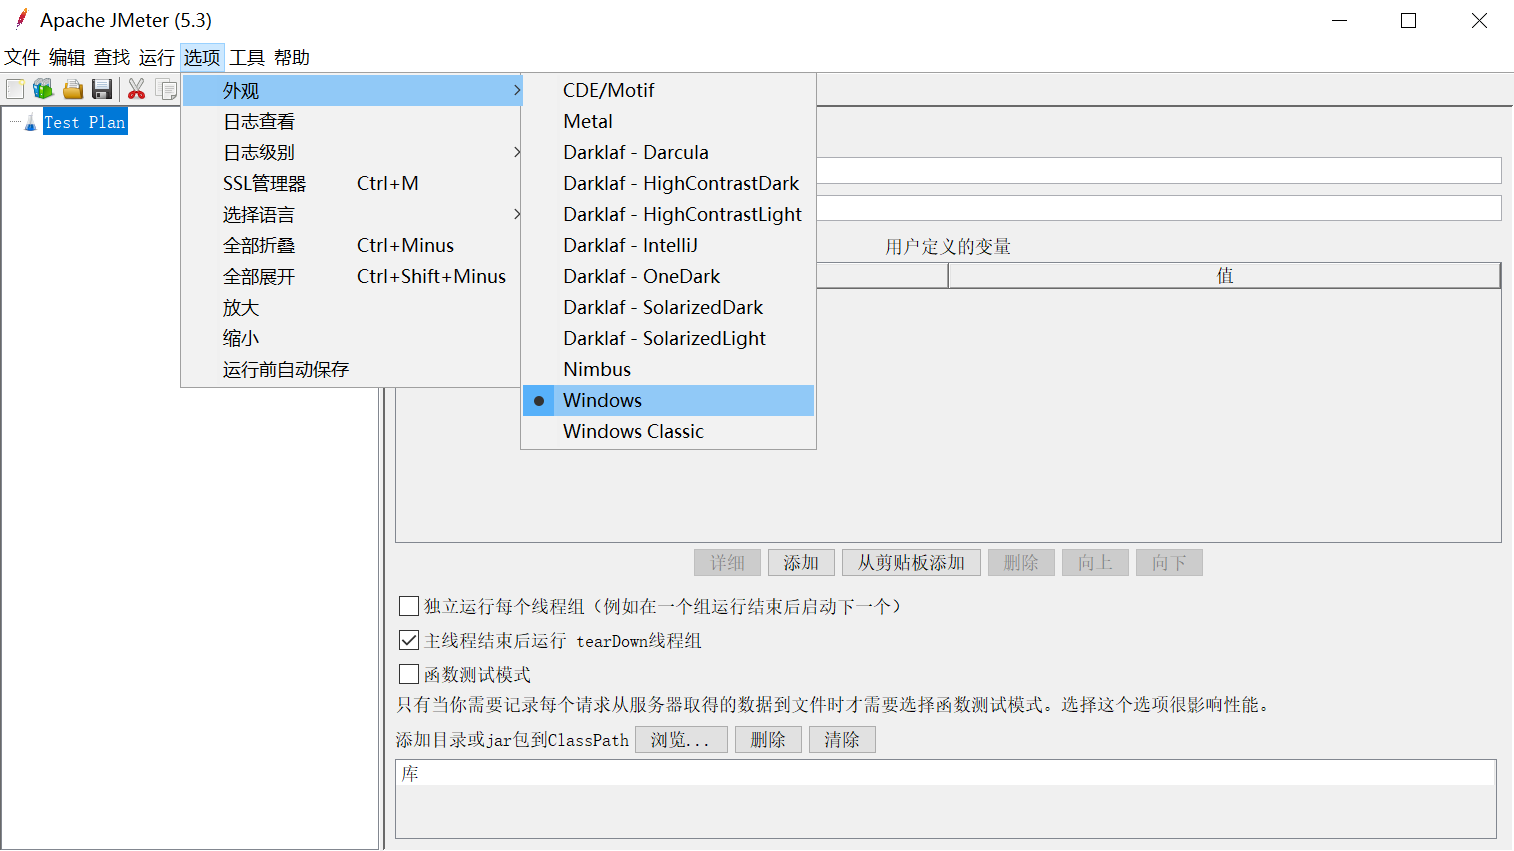 Apache JMeter (5.3)
文件 编辑 查找 运行 选项 工具 帮助
Test Plan
外观
日志查看
日志级别
SSL管理器 Ctrl+M
选择语言
全部折叠 Ctrl+Minus
全部展开 Ctrl+Shift+Minus
放大
缩小
运行前自动保存
CDE/Motif
Metal
Darklaf - Darcula
Darklaf - HighContrastDark
Darklaf - HighContrastLight
Darklaf - IntelliJ
Darklaf - OneDark
Darklaf - SolarizedDark
Darklaf - SolarizedLight
Nimbus
Windows
Windows Classic
用户定义的变量
值
详细 添加 从剪贴板添加 删除 向上 向下
独立运行每个线程组（例如在一个组运行结束后启动下一个）
主线程结束后运行 tearDown线程组
函数测试模式
只有当你需要记录每个请求从服务器取得的数据到文件时才需要选择函数测试模式。选择这个选项很影响性能。
添加目录或jar包到ClassPath 浏览... 删除 清除
库